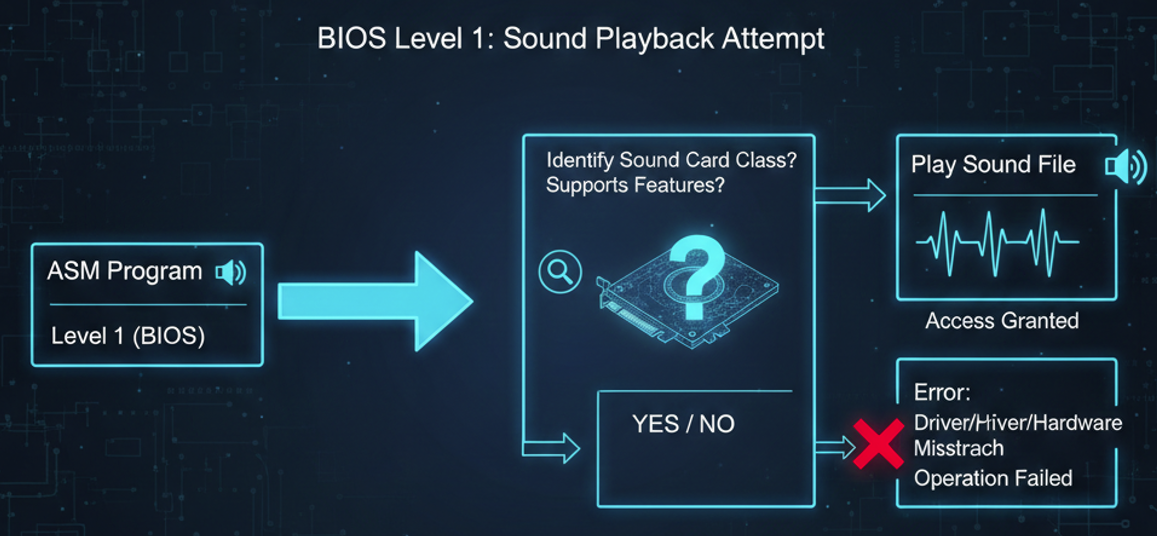 BIOS Level 1: Sound Playback Attempt
ASM Program
Level 1 (BIOS)
Identify Sound Card Class?
Supports Features?
?
YES / NO
Play Sound File
Access Granted
Error:
Driver/Hiver/Hardware
Misstrach
Operation Failed